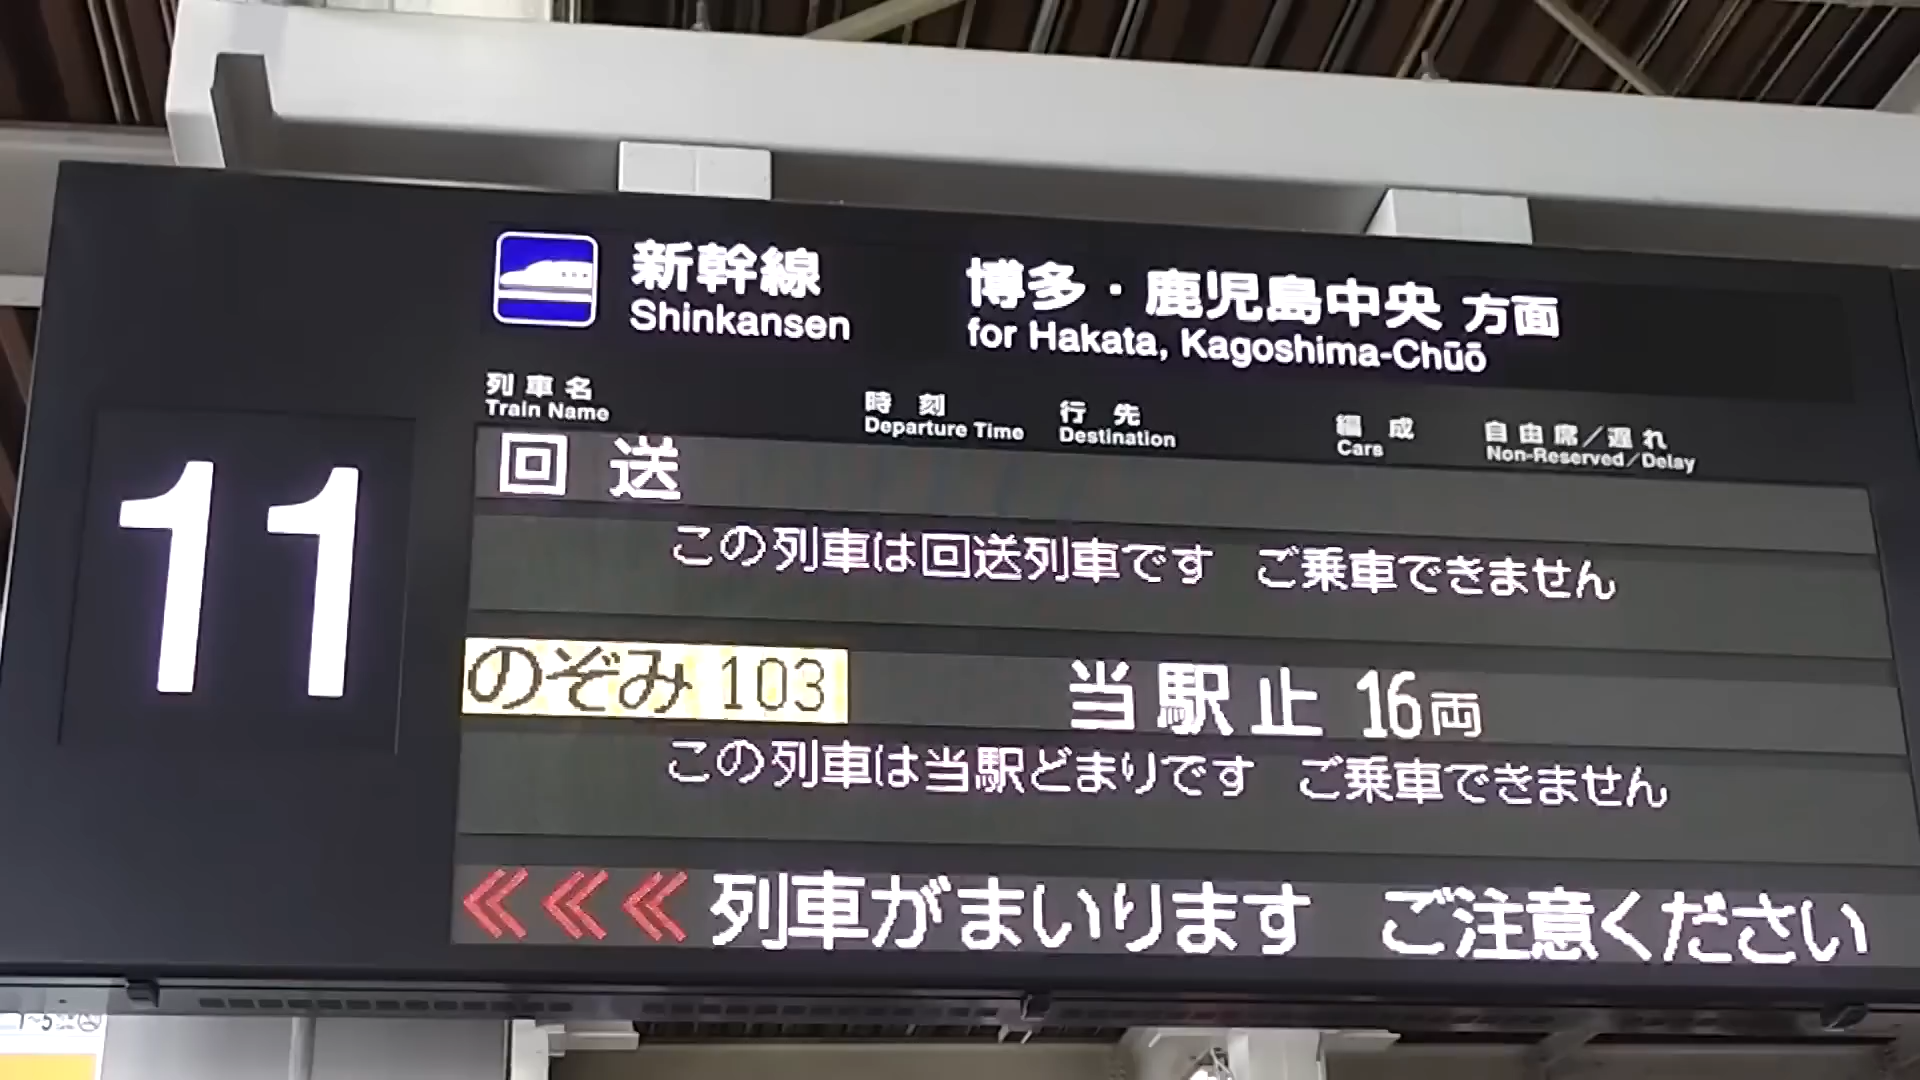 新幹線 博多・鹿児島中央 方面
Shinkansen for Hakata, Kagoshima-Chūō
列車名 時刻 行先 編成 自由席／遅れ
Train Name Departure Time Destination Cars Non-Reserved/Delay
11
回送
この列車は回送列車です ご乗車できません
のぞみ 103 当駅止 16両
この列車は当駅どまりです ご乗車できません
<<< 列車がまいります ご注意ください